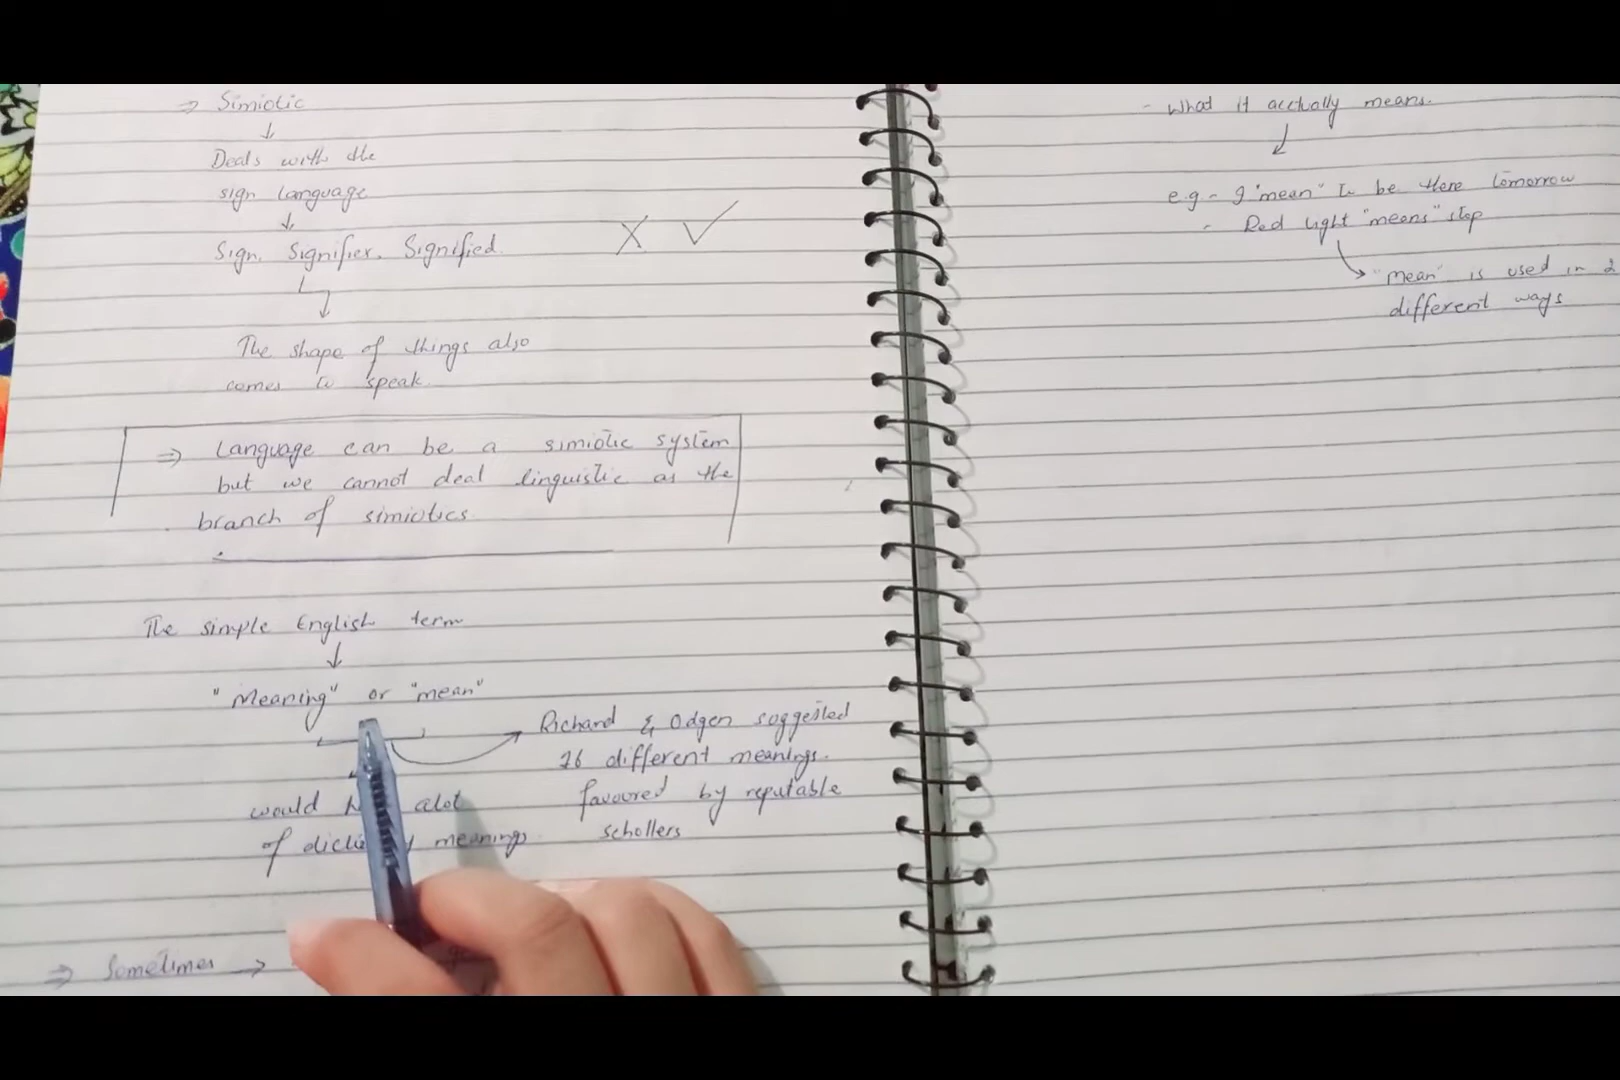 ⇒ Simiotic
↓
Deals with the
sign language
↓
Sign, Signifier, Signified.
The shape of things also
comes to speak.
⇒ Language can be a simiotic system
but we cannot deal linguistic as the
branch of simiotics.
The simple English term
↓
"Meaning" or "mean"
would alot
of meanings.
Richard & Odgen suggested
16 different meanings.
favoured by reputable
schollers
⇒ Sometimes →
- What it acctually means.
↓
e.g - I "mean" to be there tomorrow
- Red light "means" stop
"mean" is used in 2
different ways